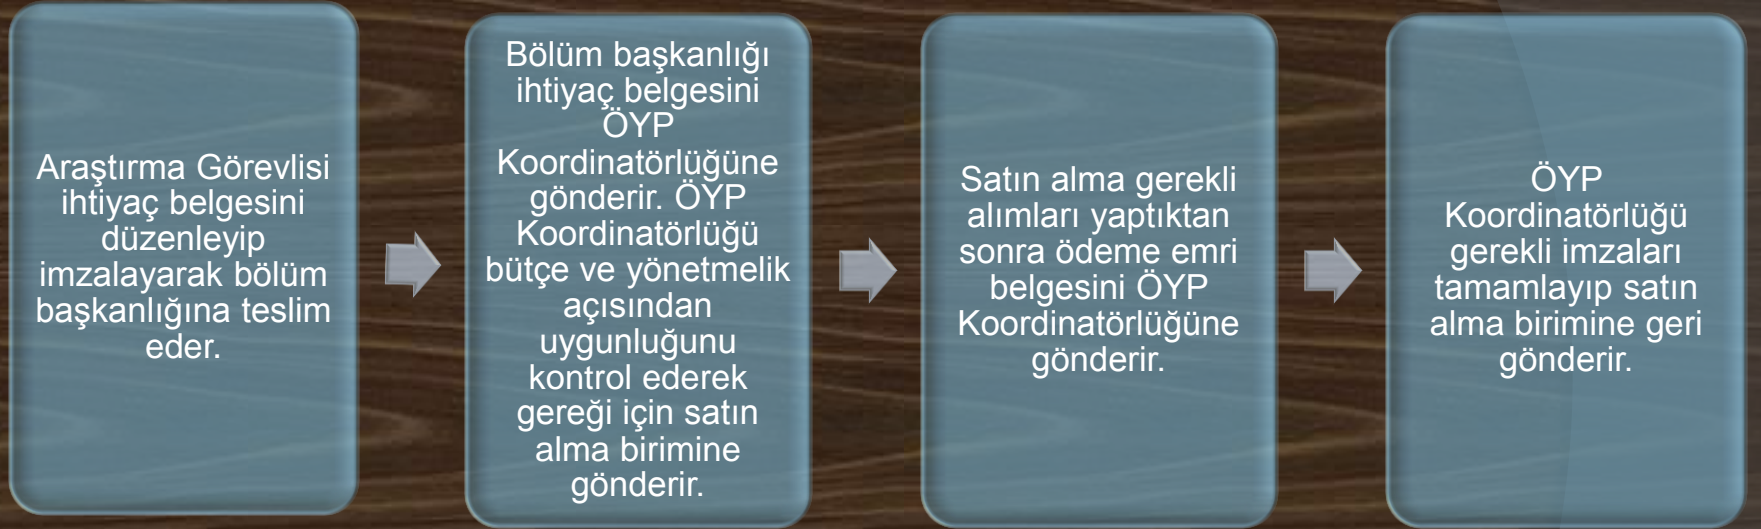 Araştırma Görevlisi
ihtiyaç belgesini
düzenleyip
imzalayarak bölüm
başkanlığına teslim
eder.
Bölüm başkanlığı
ihtiyaç belgesini
ÖYP
Koordinatörlüğüne
gönderir. ÖYP
Koordinatörlüğü
bütçe ve yönetmelik
açısından
uygunluğunu
kontrol ederek
gereği için satın
alma birimine
gönderir.
Satın alma gerekli
alımları yaptıktan
sonra ödeme emri
belgesini ÖYP
Koordinatörlüğüne
gönderir.
ÖYP
Koordinatörlüğü
gerekli imzaları
tamamlayıp satın
alma birimine geri
gönderir.